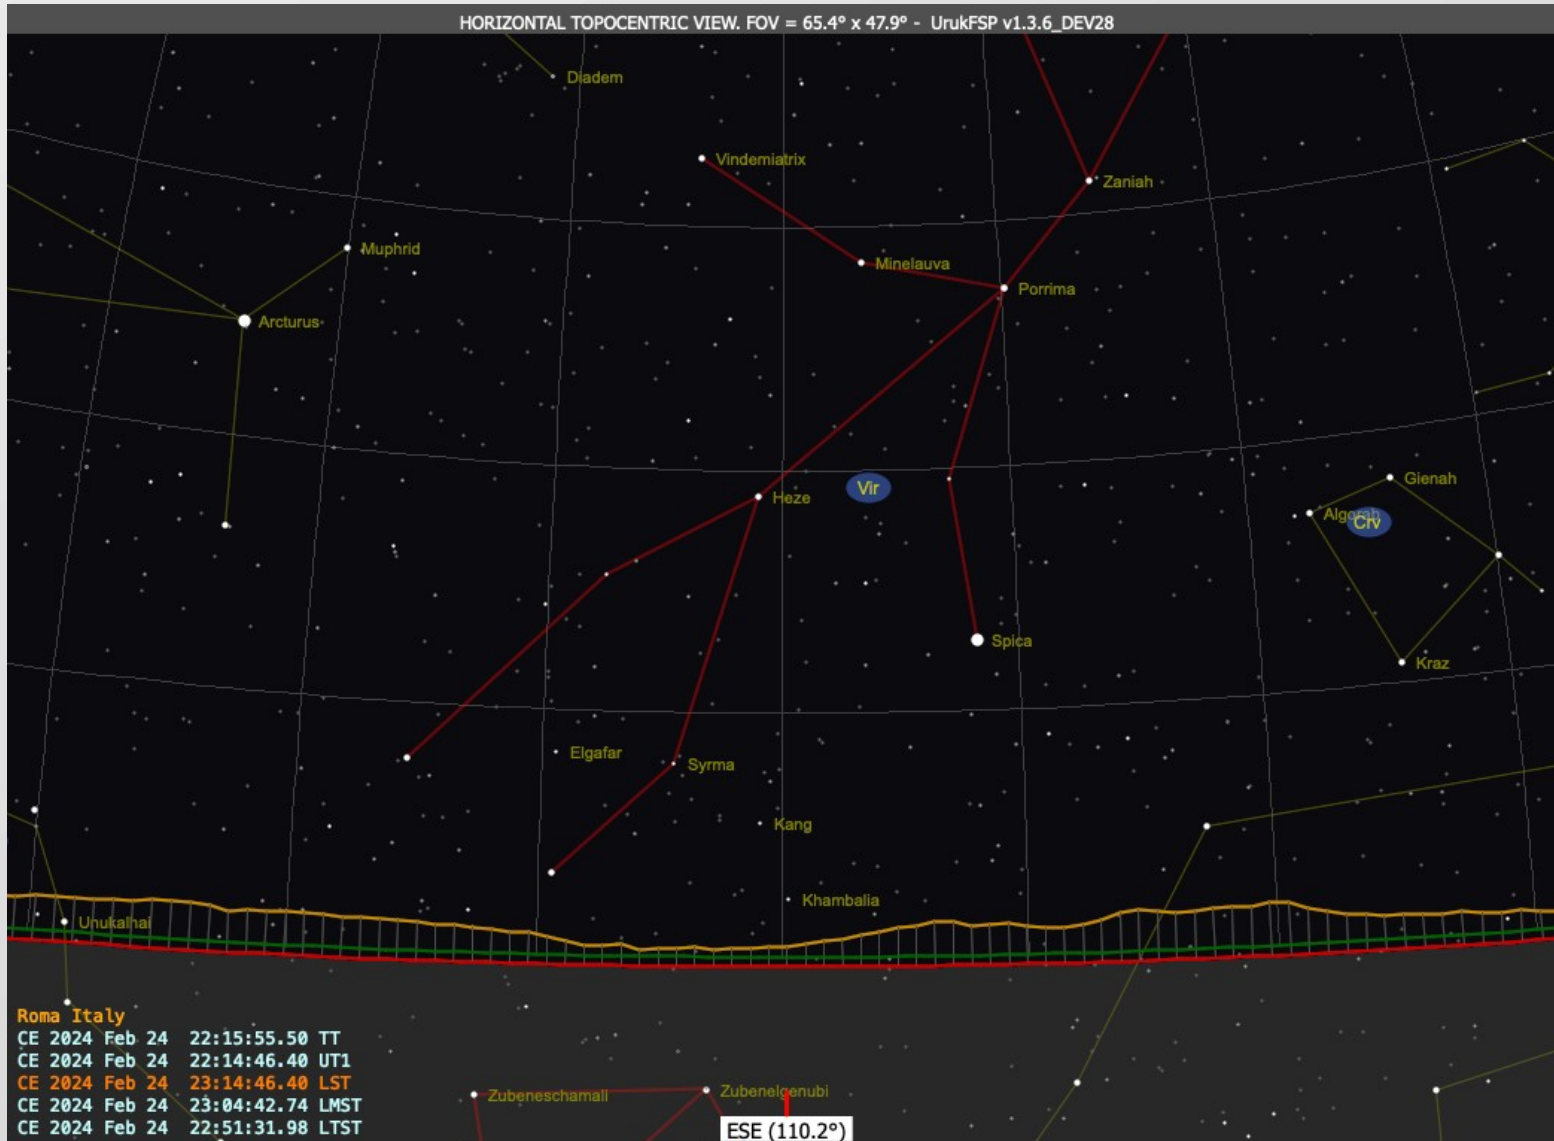 HORIZONTAL TOPOCENTRIC VIEW. FOV = 65.4° x 47.9° - UrukFSP v1.3.6_DEV28
Diadem
Vindemiatrix
Zaniah
Muphrid
Minelauva
Porrima
Arcturus
Gienah
Vir
Heze
Algorab
Crv
Spica
Kraz
Elgafar
Syrma
Kang
Khambalia
Unukalhai
Roma Italy
CE 2024 Feb 24 22:15:55.50 TT
CE 2024 Feb 24 22:14:46.40 UT1
CE 2024 Feb 24 23:14:46.40 LST
CE 2024 Feb 24 23:04:42.74 LMST
CE 2024 Feb 24 22:51:31.98 LTST
Zubeneschamali
Zubenelgenubi
ESE (110.2°)